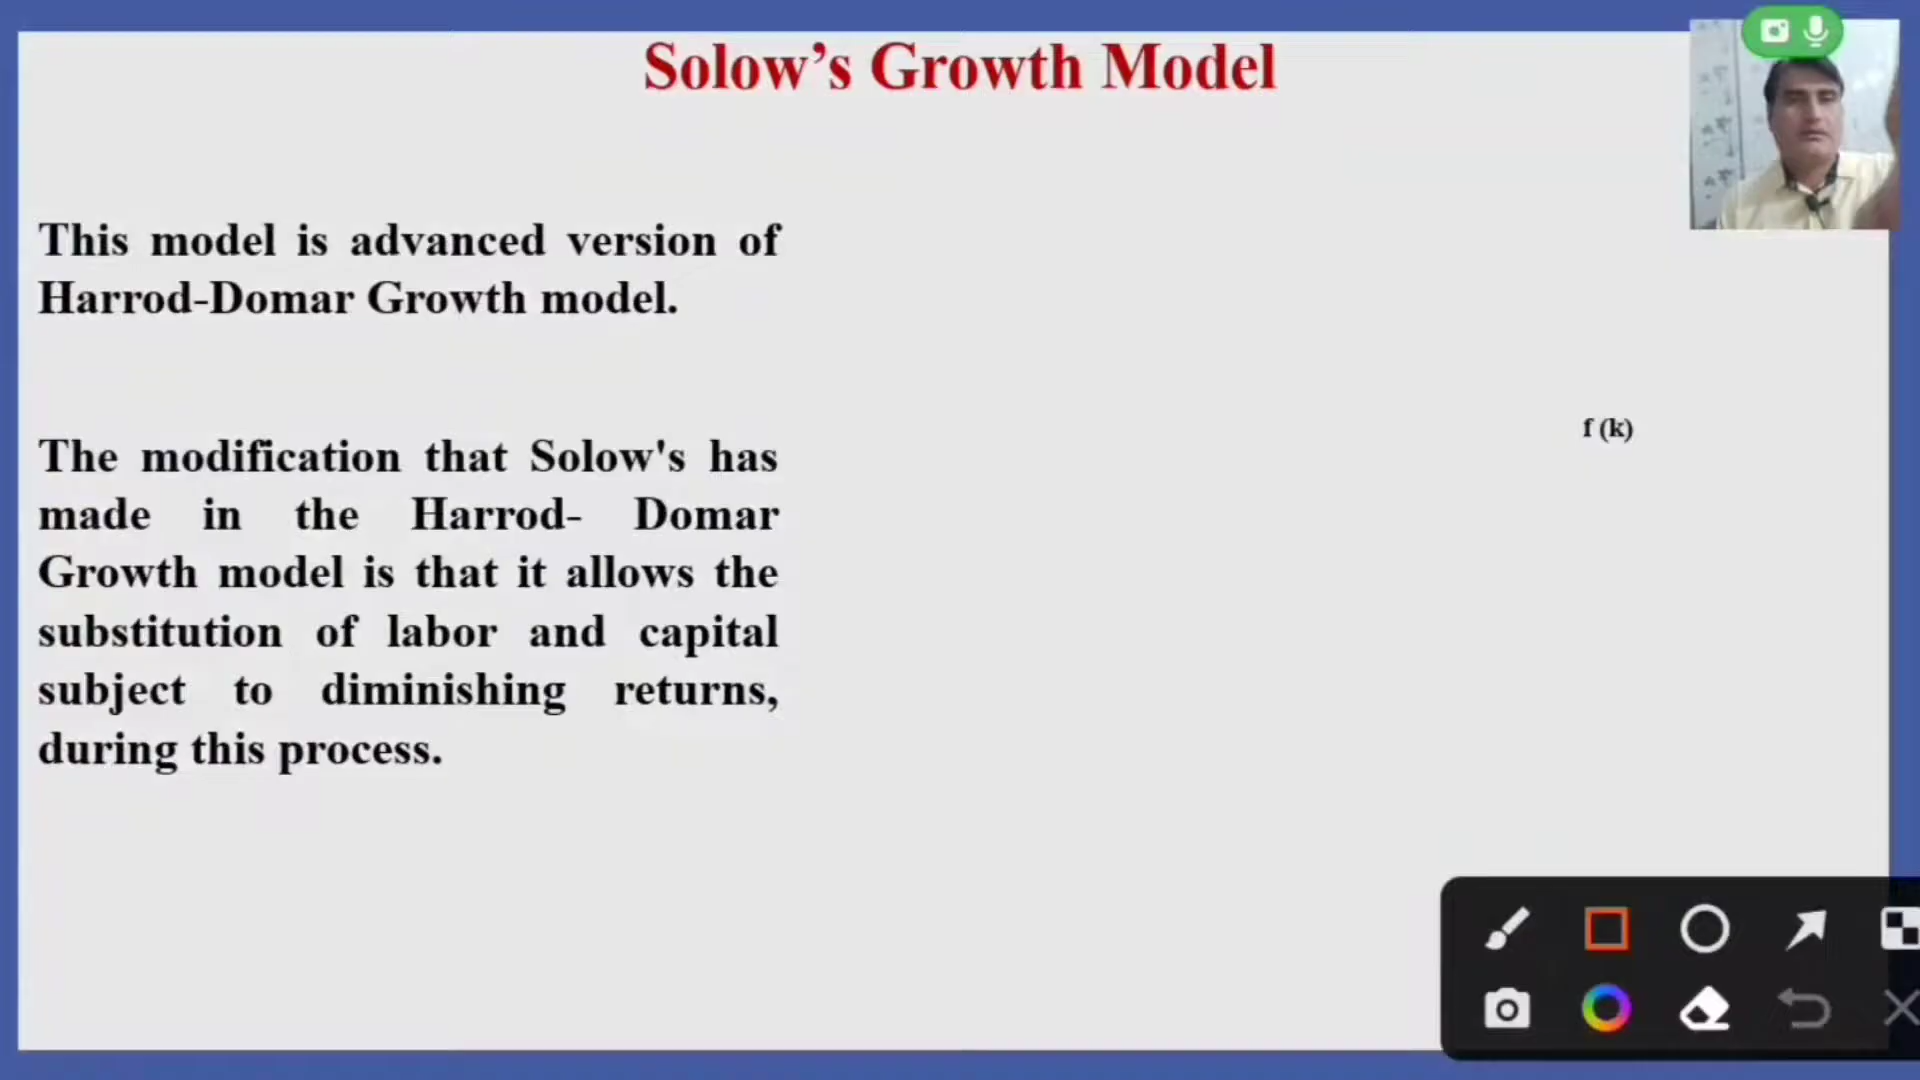 Solow’s Growth Model
This model is advanced version of
Harrod-Domar Growth model.
f (k)
The modification that Solow's has
made in the Harrod- Domar
Growth model is that it allows the
substitution of labor and capital
subject to diminishing returns,
during this process.